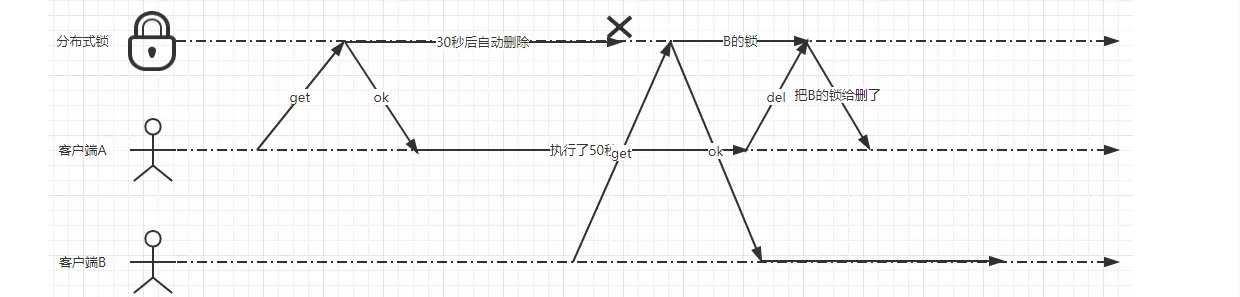 分布式锁
30秒后自动删除
B的锁
get
ok
del
把B的锁给删了
客户端A
执行了50秒
get
ok
客户端B